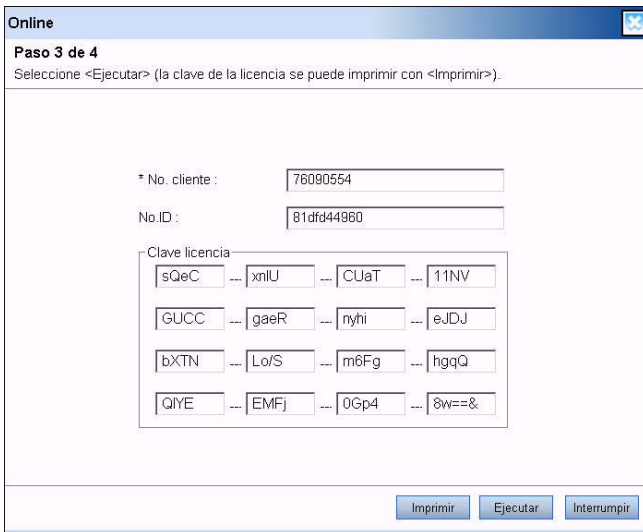 Online
Paso 3 de 4
Seleccione <Ejecutar> (la clave de la licencia se puede imprimir con <Imprimir>).
* No. cliente : 76090554
No.ID : 81dfd44960
Clave licencia
sQeC --- xnIU --- CUaT --- 11NV
GUCC --- gaeR --- nyhi --- eJDJ
bXTN --- Lo/S --- m6Fg --- hgqQ
QIYE --- EMFj --- 0Gp4 --- 8w==&
Imprimir Ejecutar Interrumpir